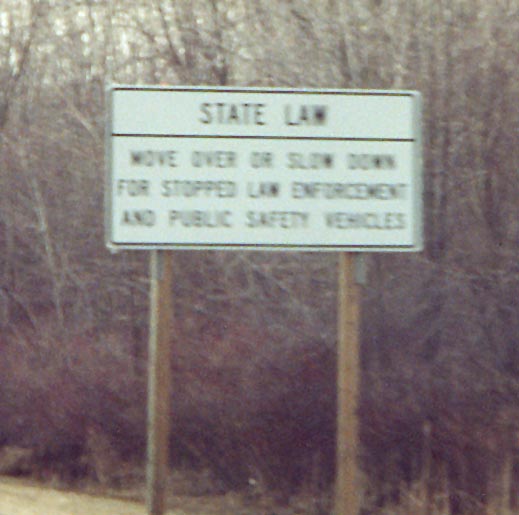 STATE LAW
MOVE OVER OR SLOW DOWN
FOR STOPPED LAW ENFORCEMENT
AND PUBLIC SAFETY VEHICLES